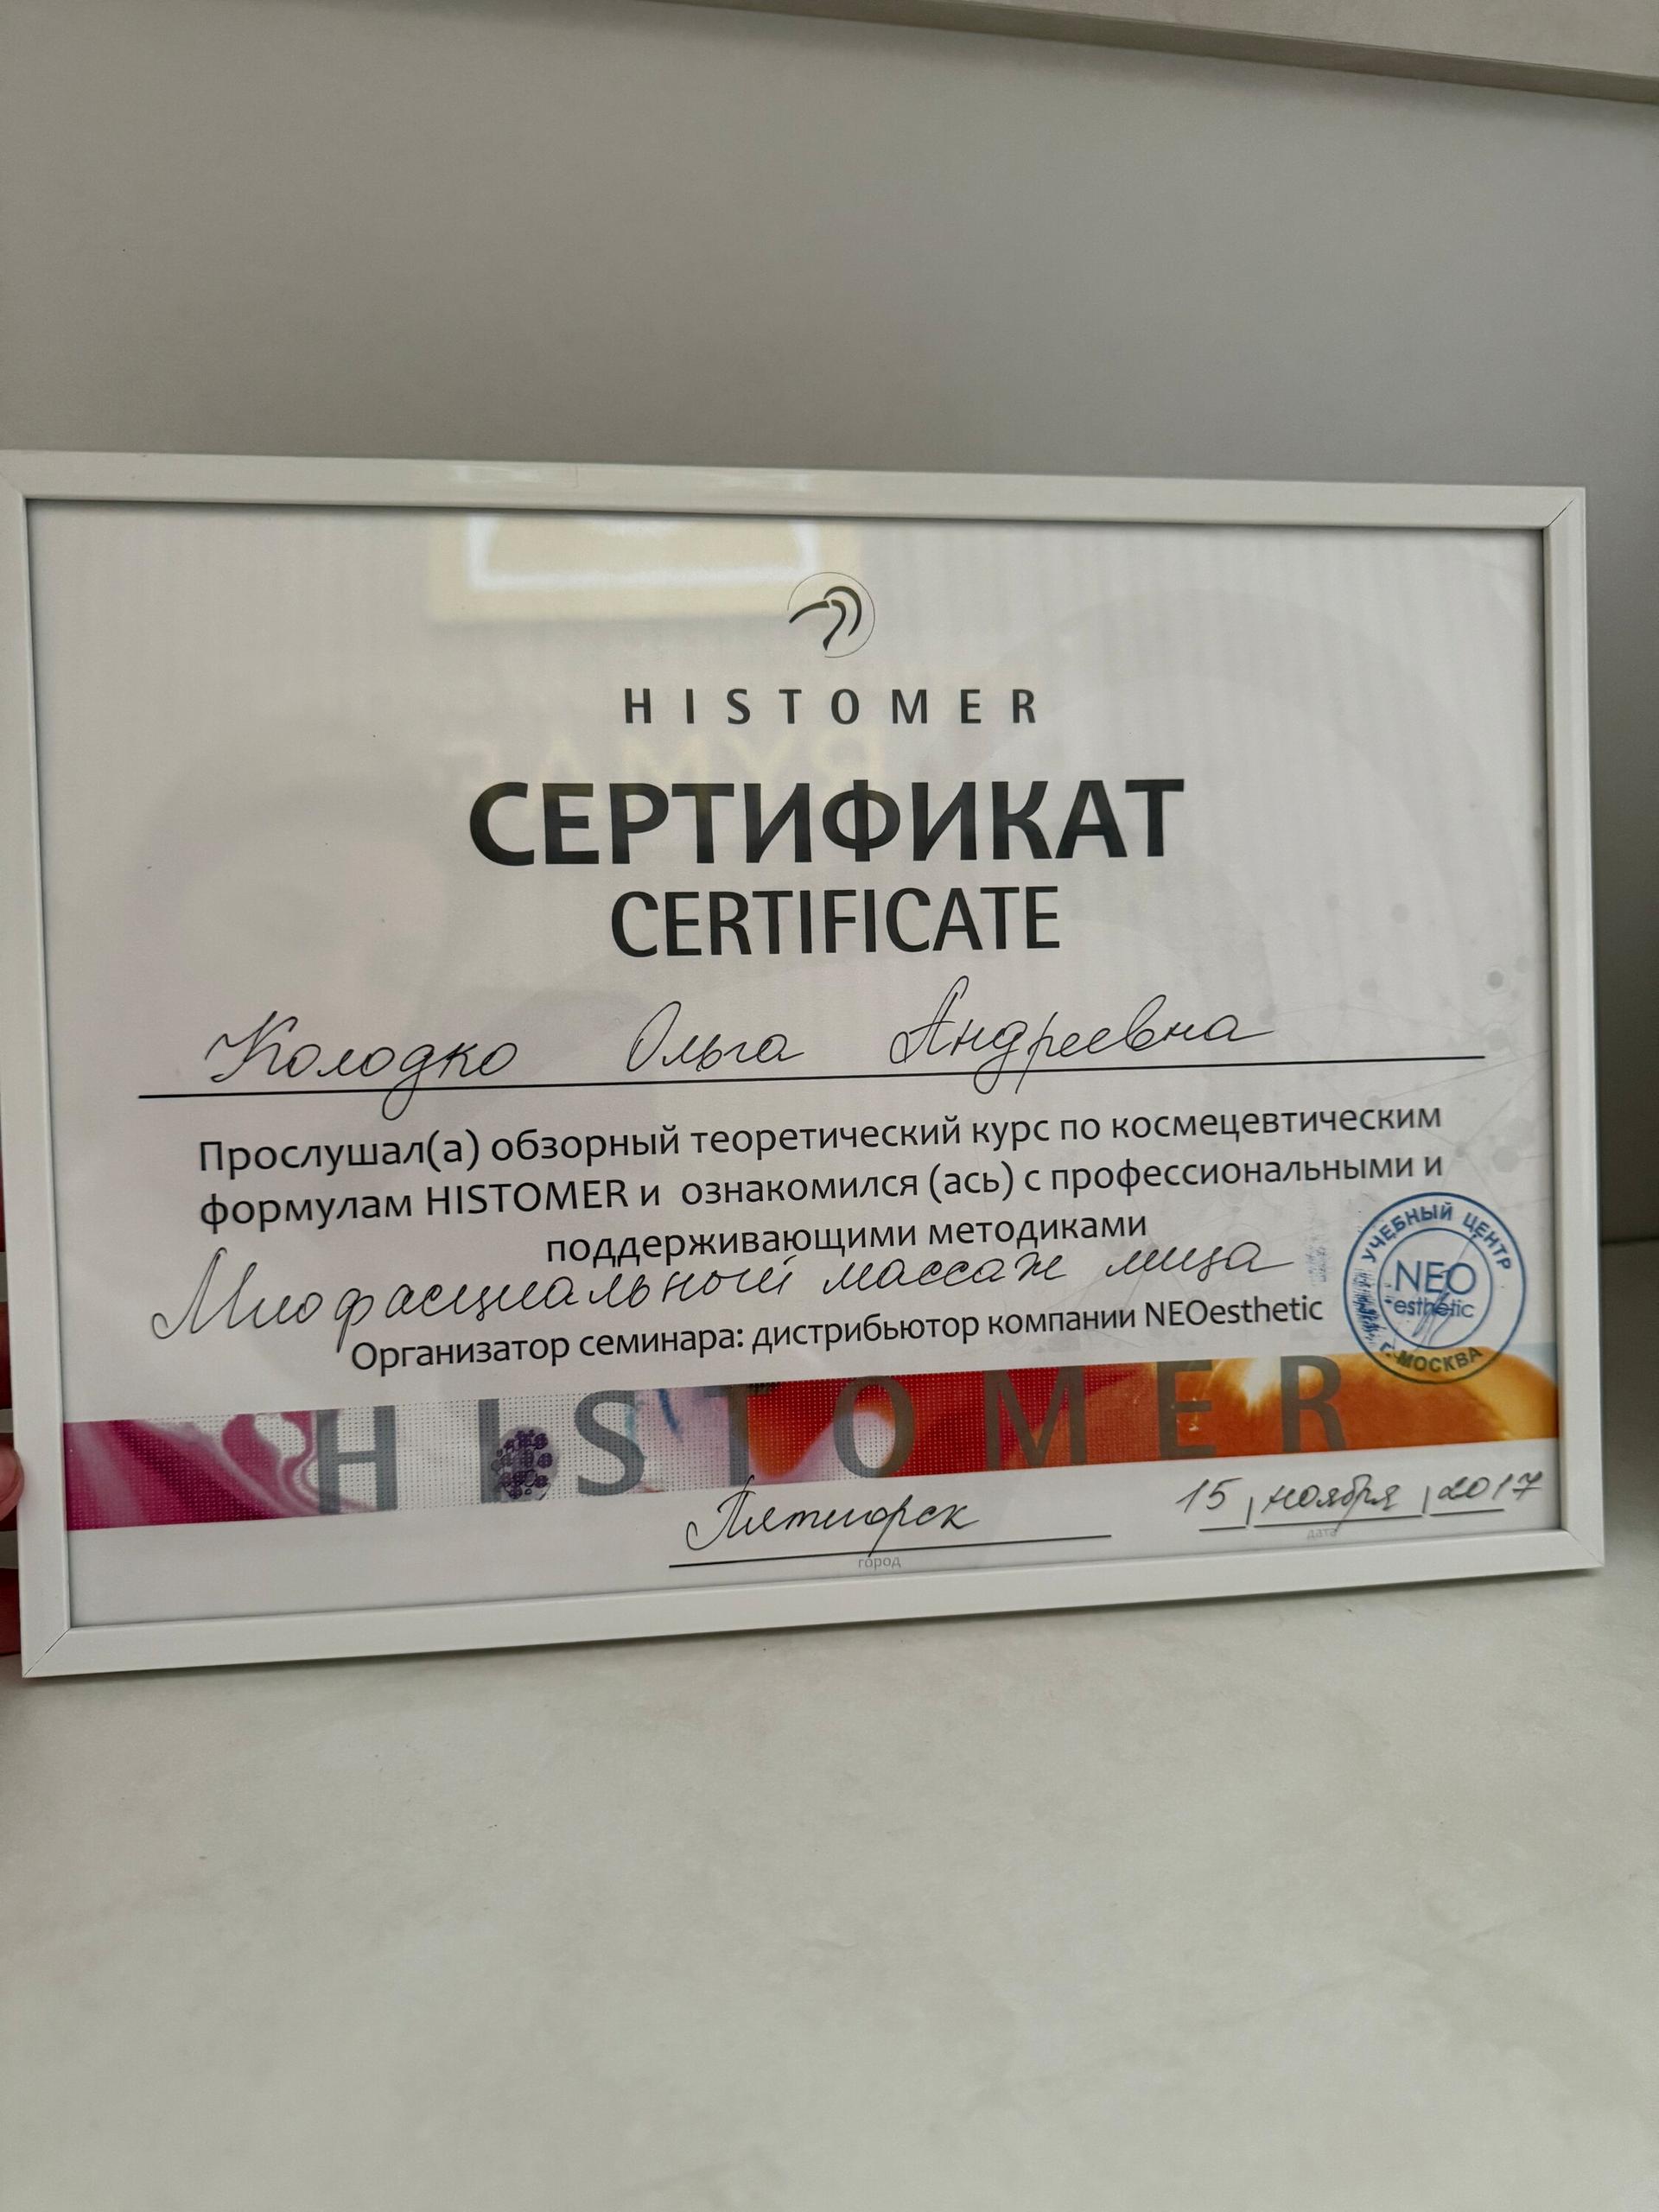 HISTOMER
СЕРТИФИКАТ
CERTIFICATE
Колодко Ольга Андреевна
Прослушал(а) обзорный теоретический курс по космецевтическим
формулам HISTOMER и ознакомился (ась) с профессиональными и
поддерживающими методиками
Миофасциальный массаж лица
Организатор семинара: дистрибьютор компании NEOesthetic
УЧЕБНЫЙ ЦЕНТР
NEO
esthetic
г. МОСКВА
HISTOMER
Пятигорск
город
15 ноября 2017
дата